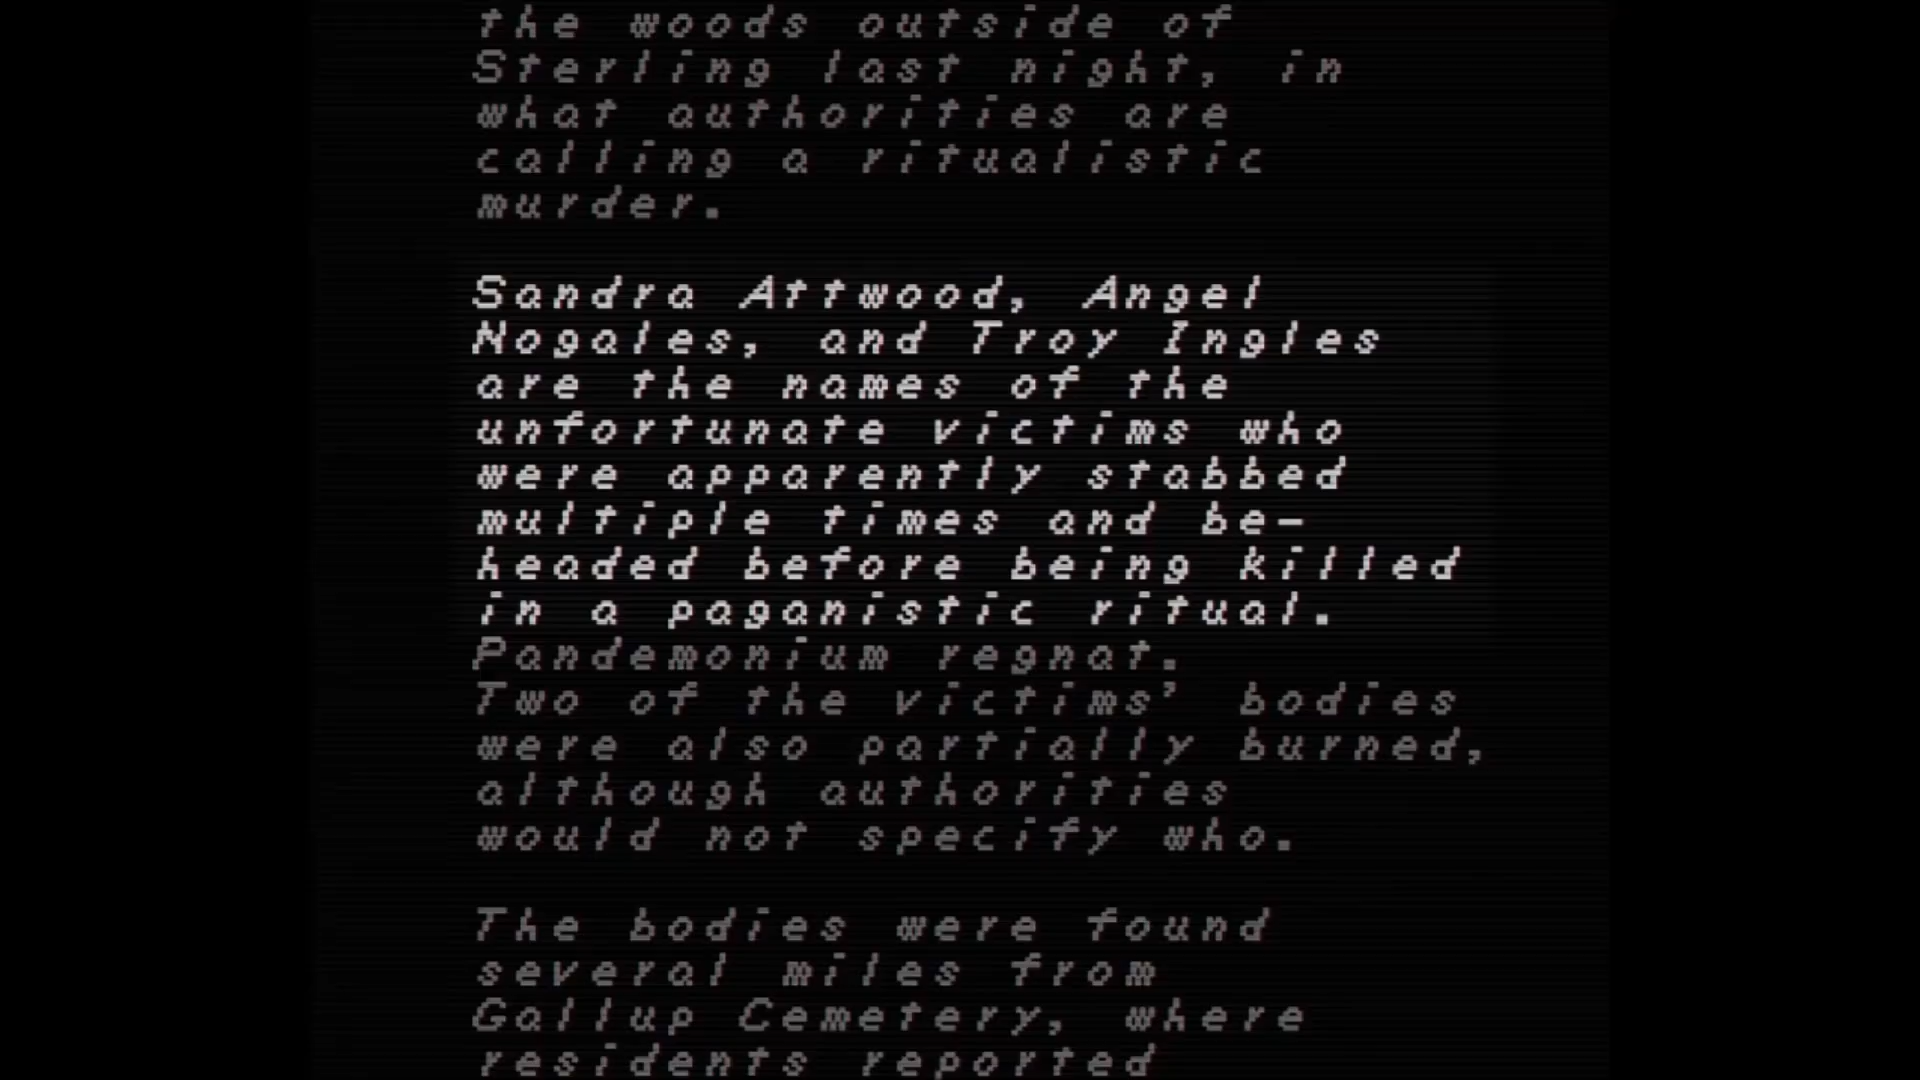 the woods outside of
Sterling last night, in
what authorities are
calling a ritualistic
murder.
Sandra Attwood, Angel
Nogales, and Troy Ingles
are the names of the
unfortunate victims who
were apparently stabbed
multiple times and be-
headed before being killed
in a paganistic ritual.
Pandemonium regnat.
Two of the victims' bodies
were also partially burned,
although authorities
would not specify who.
The bodies were found
several miles from
Gallup Cemetery, where
residents reported